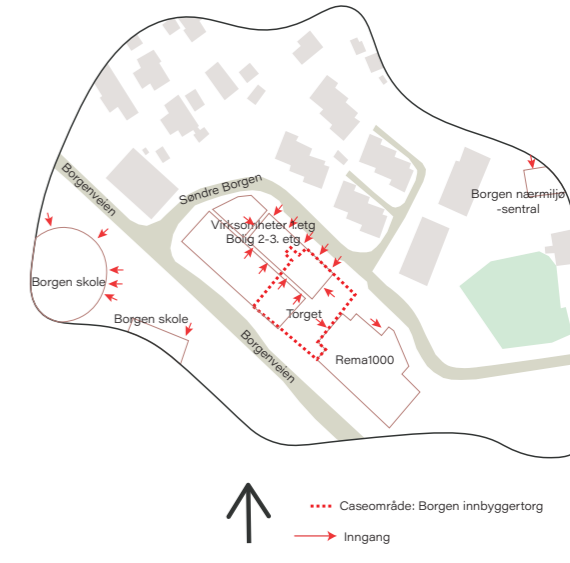 Borgenveien
Søndre Borgen
Borgen nærmiljø
-sentral
Virksomheter 1.etg
Bolig 2-3. etg
Borgen skole
Borgen skole
Torget
Borgenveien
Rema1000
Caseområde: Borgen innbyggertorg
Inngang